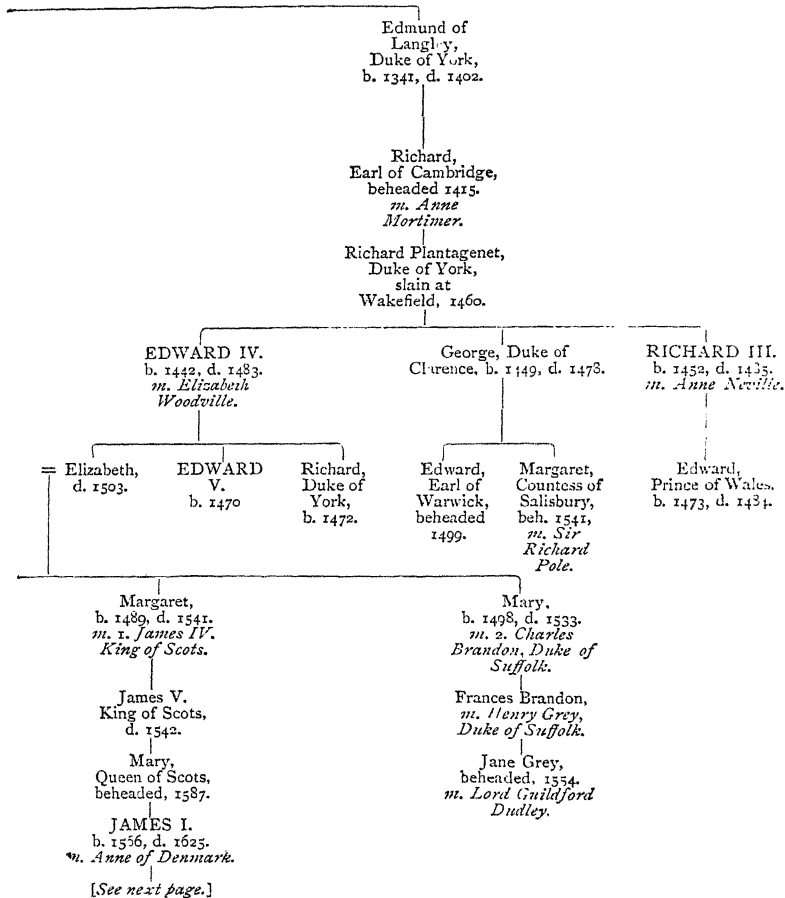 Edmund of
Langley,
Duke of York,
b. 1341, d. 1402.
Richard,
Earl of Cambridge,
beheaded 1415.
m. Anne
Mortimer.
Richard Plantagenet,
Duke of York,
slain at
Wakefield, 1460.
EDWARD IV.
b. 1442, d. 1483.
m. Elizabeth
Woodville.
George, Duke of
Clarence, b. 1449, d. 1478.
RICHARD III.
b. 1452, d. 1485.
m. Anne Neville.
= Elizabeth,
d. 1503.
EDWARD
V.
b. 1470
Richard,
Duke of
York,
b. 1472.
Edward,
Earl of
Warwick,
beheaded
1499.
Margaret,
Countess of
Salisbury,
beh. 1541,
m. Sir
Richard
Pole.
Edward,
Prince of Wales.
b. 1473, d. 1484.
Margaret,
b. 1489, d. 1541.
m. 1. James IV.
King of Scots.
Mary,
b. 1498, d. 1533.
m. 2. Charles
Brandon, Duke of
Suffolk.
James V.
King of Scots,
d. 1542.
Frances Brandon,
m. Henry Grey,
Duke of Suffolk.
Mary,
Queen of Scots,
beheaded, 1587.
Jane Grey,
beheaded, 1554.
m. Lord Guildford
Dudley.
JAMES I.
b. 1566, d. 1625.
m. Anne of Denmark.
[See next page.]